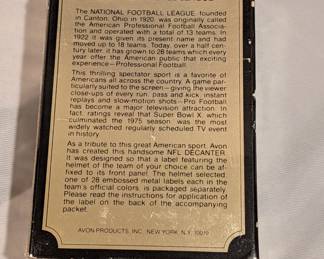 The NATIONAL FOOTBALL LEAGUE, founded
in Canton, Ohio in 1920, was originally called
the American Professional Football Associa-
tion and operated with a total of 13 teams. In
1922 it was given its present name and had
moved up to 18 teams. Today, over a half cen-
tury later, it has grown to 28 teams which every
year offer the American public that exciting
experience—Professional Football.
This thrilling spectator sport is a favorite of
Americans all across the country. A game par-
ticularly suited to the screen—giving the viewer
close-ups of every run, pass and kick, instant
replays and slow-motion shots—Pro Football
has become a major television attraction. In
fact, ratings reveal that Super Bowl X, which
culminated the 1975 season was the most
widely watched regularly scheduled TV event
in history.
As a tribute to this great American sport, Avon
has created this handsome NFL DECANTER.
It was designed so that a label featuring the
helmet of the team of your choice can be af-
fixed to its front panel. The helmet selected,
one of 28 embossed metal labels each in the
team's official colors, is packaged separately.
Please read the instructions for application of
the label on the back of the accompanying
packet.
AVON PRODUCTS, INC. NEW YORK, N.Y. 10019